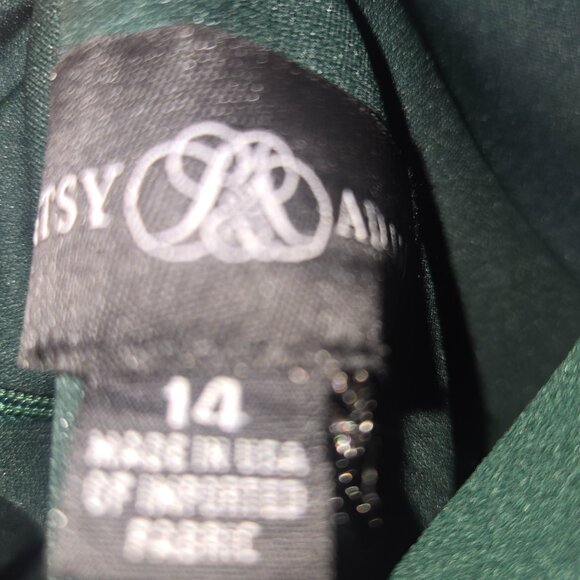 TSY AD
14
MADE IN USA
OF IMPORTED
FABRIC